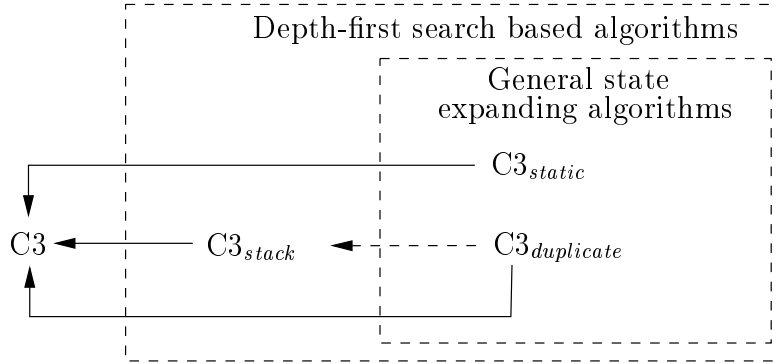 Depth-first search based algorithms
General state
expanding algorithms
C3static
C3 C3stack C3duplicate